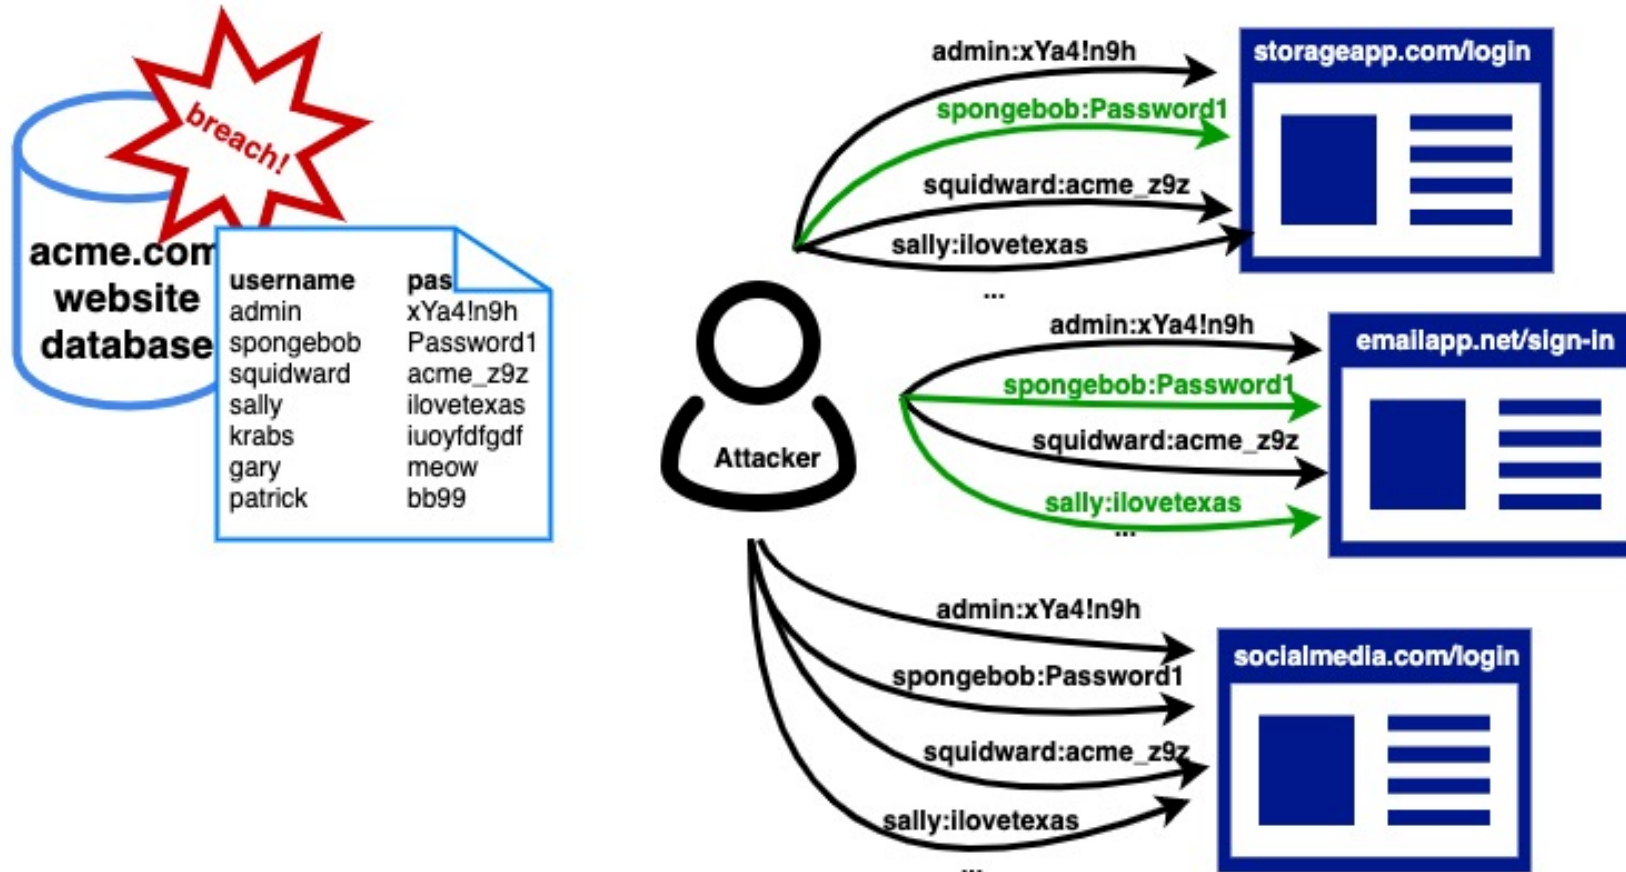 breach!
acme.com
website
database
username pas
admin xYa4!n9h
spongebob Password1
squidward acme_z9z
sally ilovetexas
krabs iuoyfdfgdf
gary meow
patrick bb99
Attacker
admin:xYa4!n9h
spongebob:Password1
squidward:acme_z9z
sally:ilovetexas
...
storageapp.com/login
admin:xYa4!n9h
spongebob:Password1
squidward:acme_z9z
sally:ilovetexas
...
emailapp.net/sign-in
admin:xYa4!n9h
spongebob:Password1
squidward:acme_z9z
sally:ilovetexas
...
socialmedia.com/login